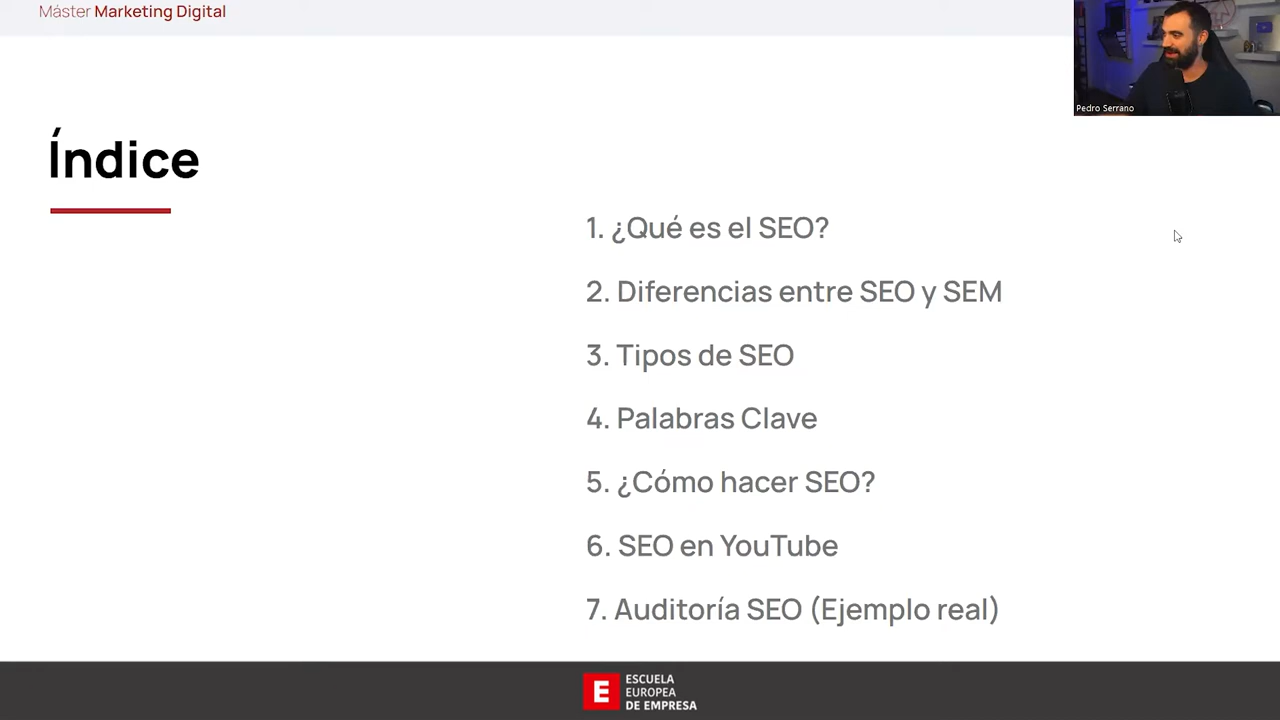 Máster Marketing Digital
Pedro Serrano
Índice
1. ¿Qué es el SEO?
2. Diferencias entre SEO y SEM
3. Tipos de SEO
4. Palabras Clave
5. ¿Cómo hacer SEO?
6. SEO en YouTube
7. Auditoría SEO (Ejemplo real)
E
ESCUELA
EUROPEA
DE EMPRESA